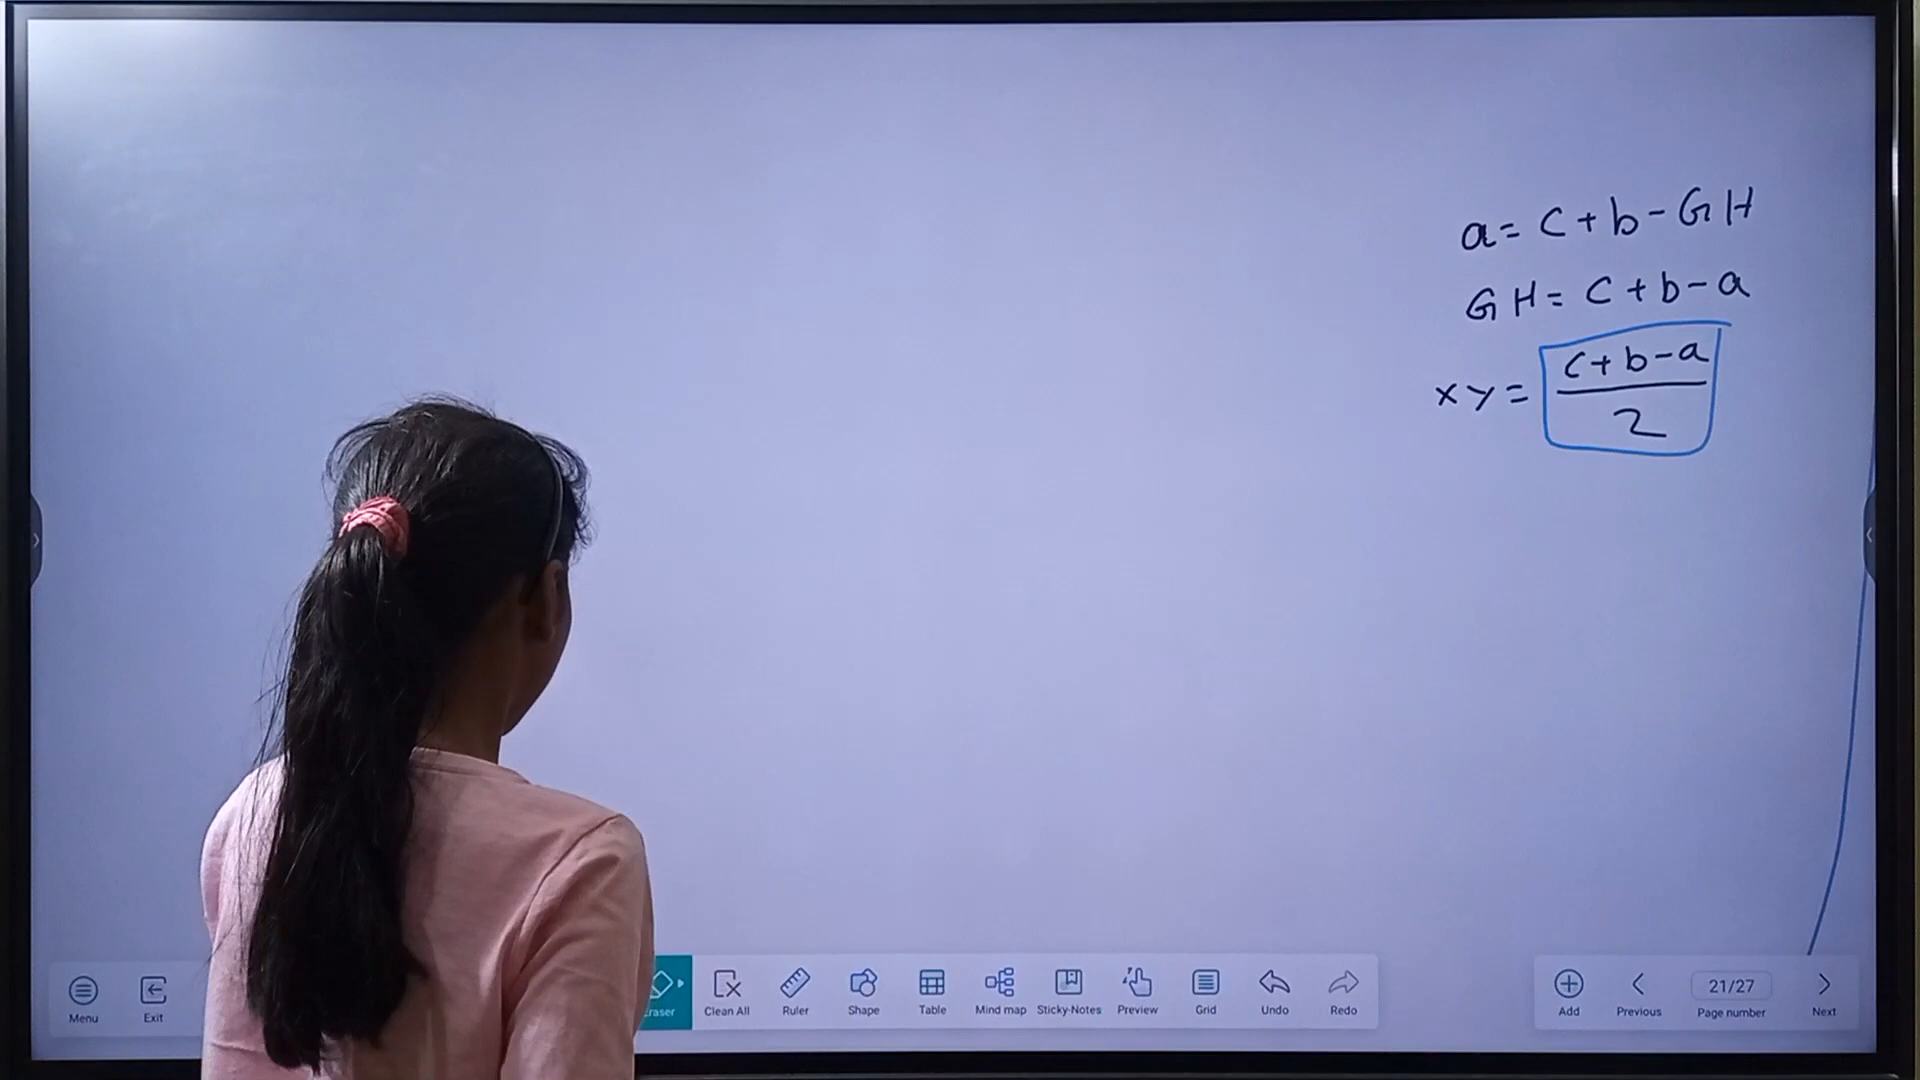 a = c + b - GH
GH = c + b - a
xy = c + b - a / 2
Menu Exit Eraser Clean All Ruler Shape Table Mind map Sticky-Notes Preview Grid Undo Redo Add Previous 21/27 Page number Next